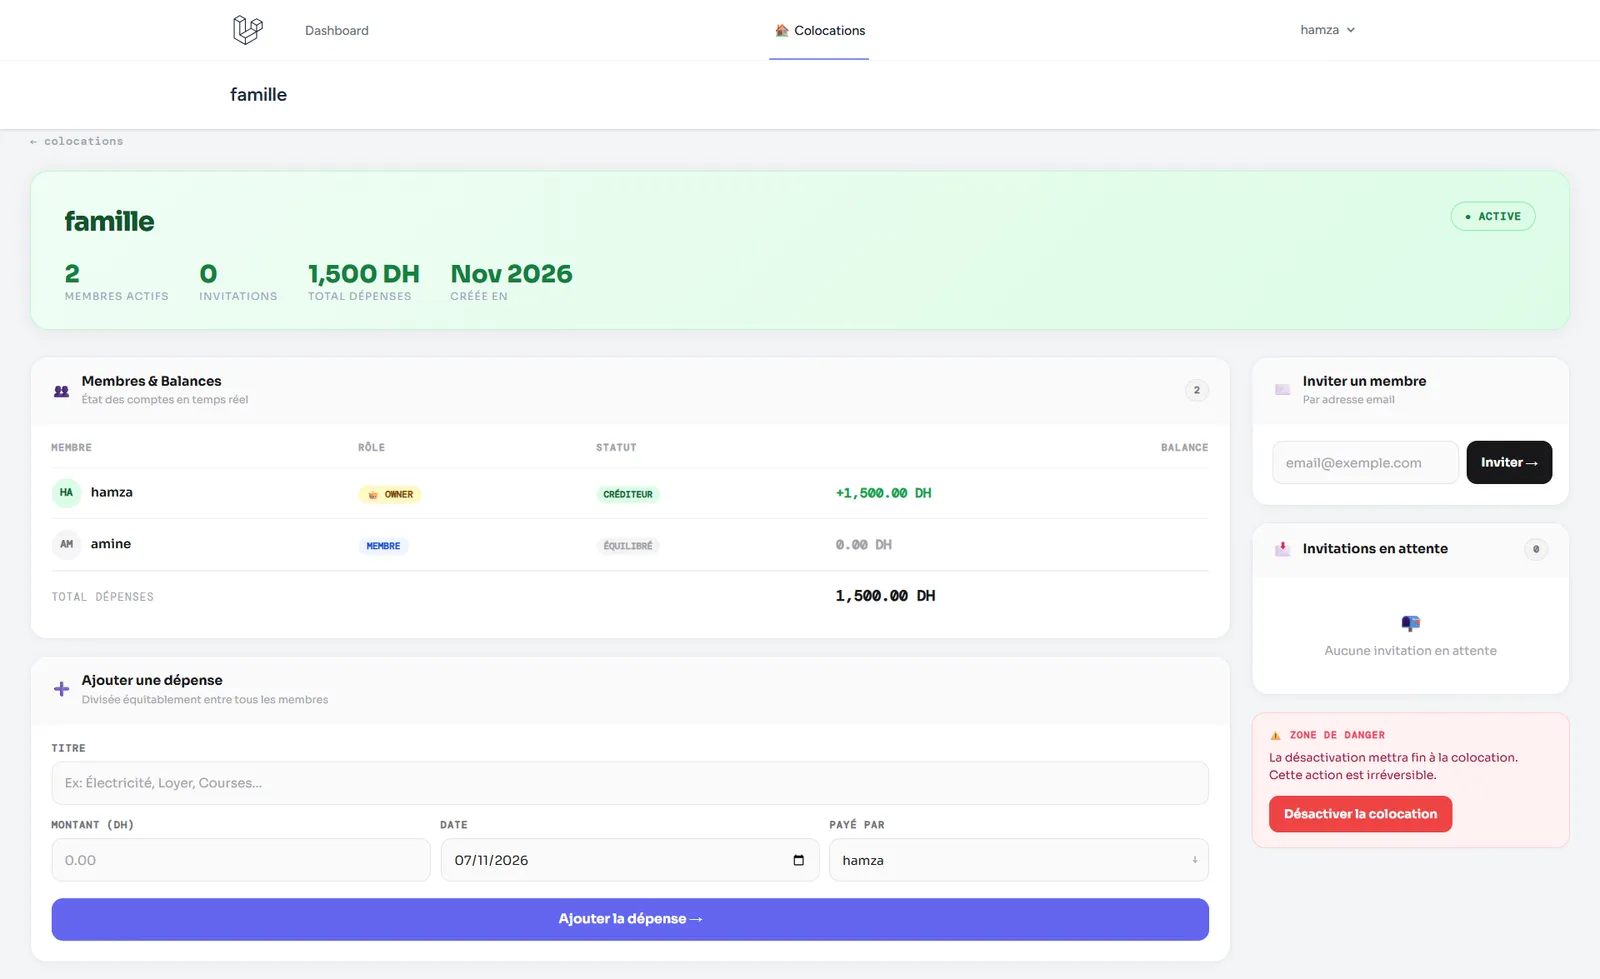 Dashboard
Colocations
hamza
famille
← colocations
famille
• ACTIVE
2
MEMBRES ACTIFS
0
INVITATIONS
1,500 DH
TOTAL DÉPENSES
Nov 2026
CRÉÉE EN
Membres & Balances
État des comptes en temps réel
2
MEMBRE RÔLE STATUT BALANCE
HA hamza OWNER CRÉDITEUR +1,500.00 DH
AM amine MEMBRE ÉQUILIBRÉ 0.00 DH
TOTAL DÉPENSES 1,500.00 DH
Ajouter une dépense
Divisée équitablement entre tous les membres
TITRE
Ex: Électricité, Loyer, Courses...
MONTANT (DH)
0.00
DATE
07/11/2026
PAYÉ PAR
hamza
Ajouter la dépense →
Inviter un membre
Par adresse email
email@exemple.com
Inviter →
Invitations en attente
0
Aucune invitation en attente
ZONE DE DANGER
La désactivation mettra fin à la colocation.
Cette action est irréversible.
Désactiver la colocation